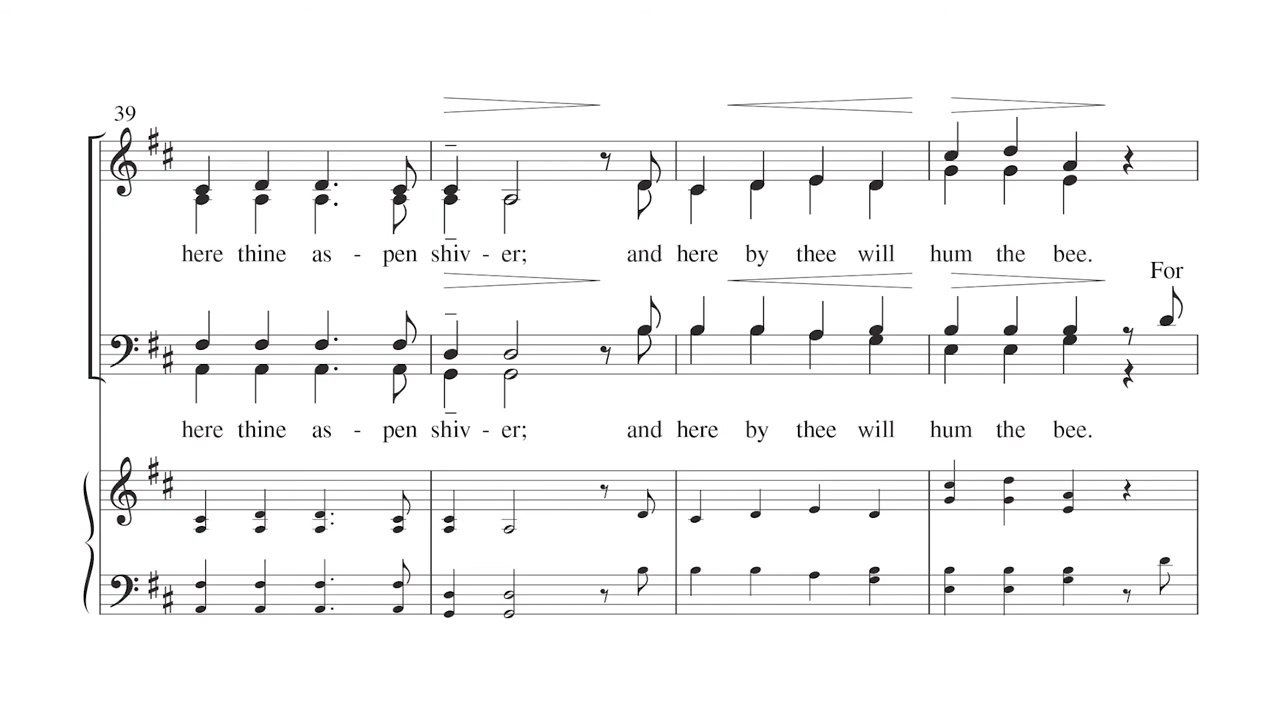 39
here thine as - pen shiv - er; and here by thee will hum the bee.
For
here thine as - pen shiv - er; and here by thee will hum the bee.